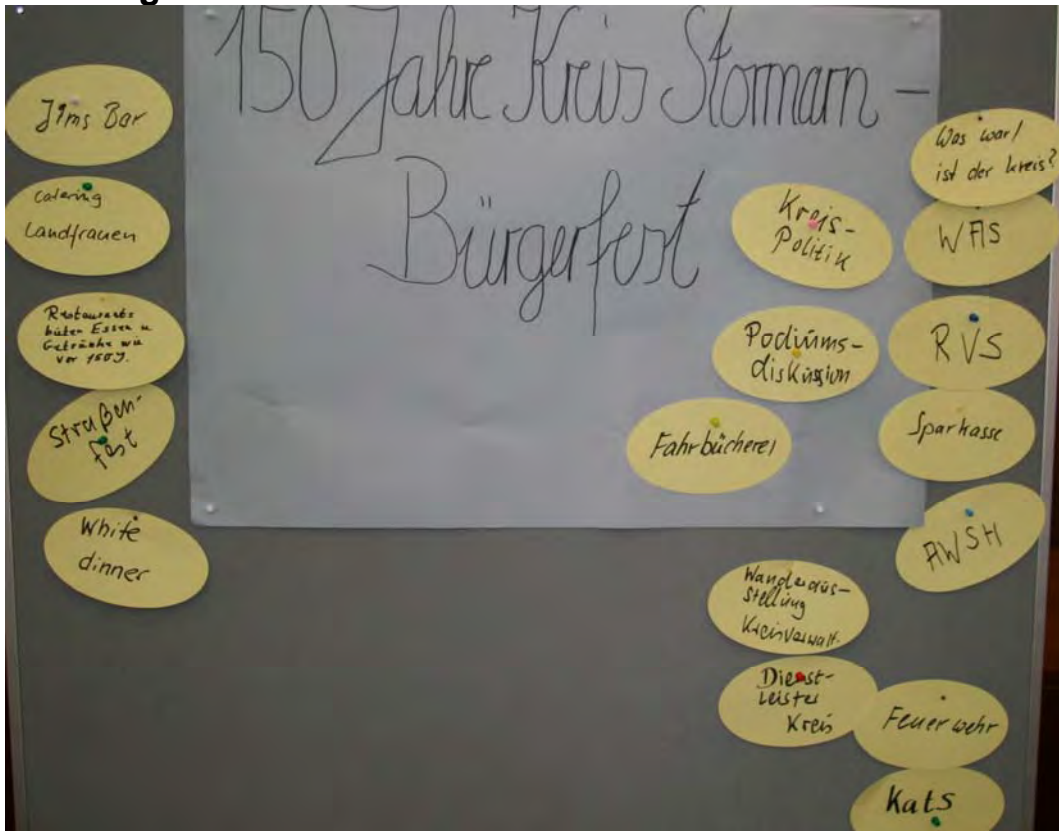 150 Jahre Kreis Stormarn -
Bürgerfest
Jims Bar
Catering
Landfrauen
Restaurants
bieten Essen u
Getränke wie
vor 150 J.
Straßen-
fest
White
dinner
Kreis-
Politik
Podiums-
diskussion
Fahrbücherei
Was war/
ist der Kreis?
WAS
RVS
Sparkasse
AWSH
Wanderaus-
stellung
Kreisverwalt.
Dienst-
leister
Kreis
Feuerwehr
KatS